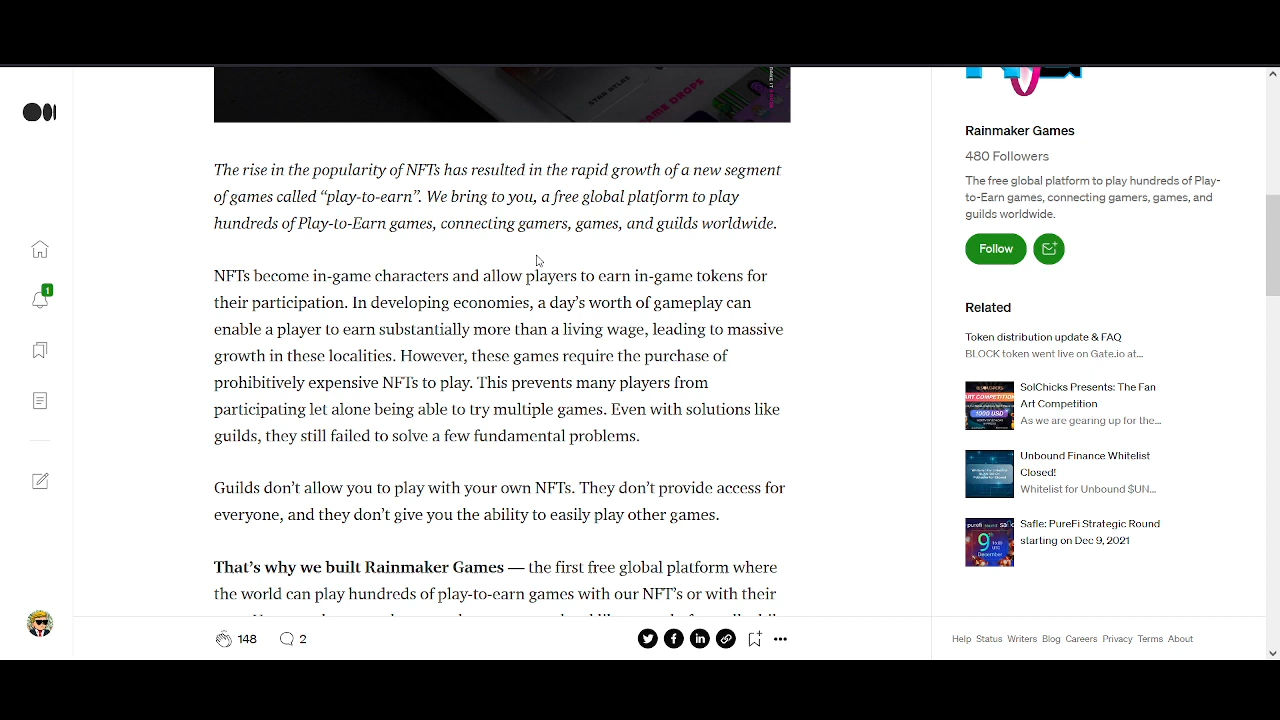 STAR ATLAS
GAME DROPS
The rise in the popularity of NFTs has resulted in the rapid growth of a new segment
of games called “play-to-earn”. We bring to you, a free global platform to play
hundreds of Play-to-Earn games, connecting gamers, games, and guilds worldwide.
NFTs become in-game characters and allow players to earn in-game tokens for
their participation. In developing economies, a day’s worth of gameplay can
enable a player to earn substantially more than a living wage, leading to massive
growth in these localities. However, these games require the purchase of
prohibitively expensive NFTs to play. This prevents many players from
participating let alone being able to try multiple games. Even with solutions like
guilds, they still failed to solve a few fundamental problems.
Guilds don’t allow you to play with your own NFTs. They don’t provide access for
everyone, and they don’t give you the ability to easily play other games.
That’s why we built Rainmaker Games — the first free global platform where
the world can play hundreds of play-to-earn games with our NFT’s or with their
148
2
1
Rainmaker Games
480 Followers
The free global platform to play hundreds of Play-
to-Earn games, connecting gamers, games, and
guilds worldwide.
Follow
Related
Token distribution update & FAQ
BLOCK token went live on Gate.io at...
SolChicks Presents: The Fan
Art Competition
As we are gearing up for the...
Unbound Finance Whitelist
Closed!
Whitelist for Unbound $UN...
Safle: PureFi Strategic Round
starting on Dec 9, 2021
Help Status Writers Blog Careers Privacy Terms About